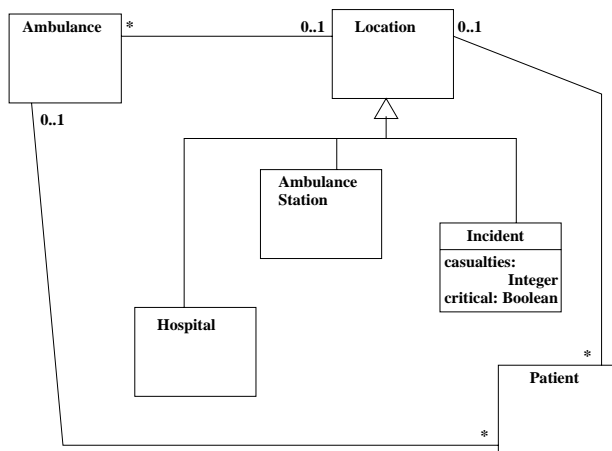 Ambulance
*
0..1
Location
0..1
0..1
Ambulance
Station
Incident
casualties:
Integer
critical: Boolean
Hospital
*
Patient
*